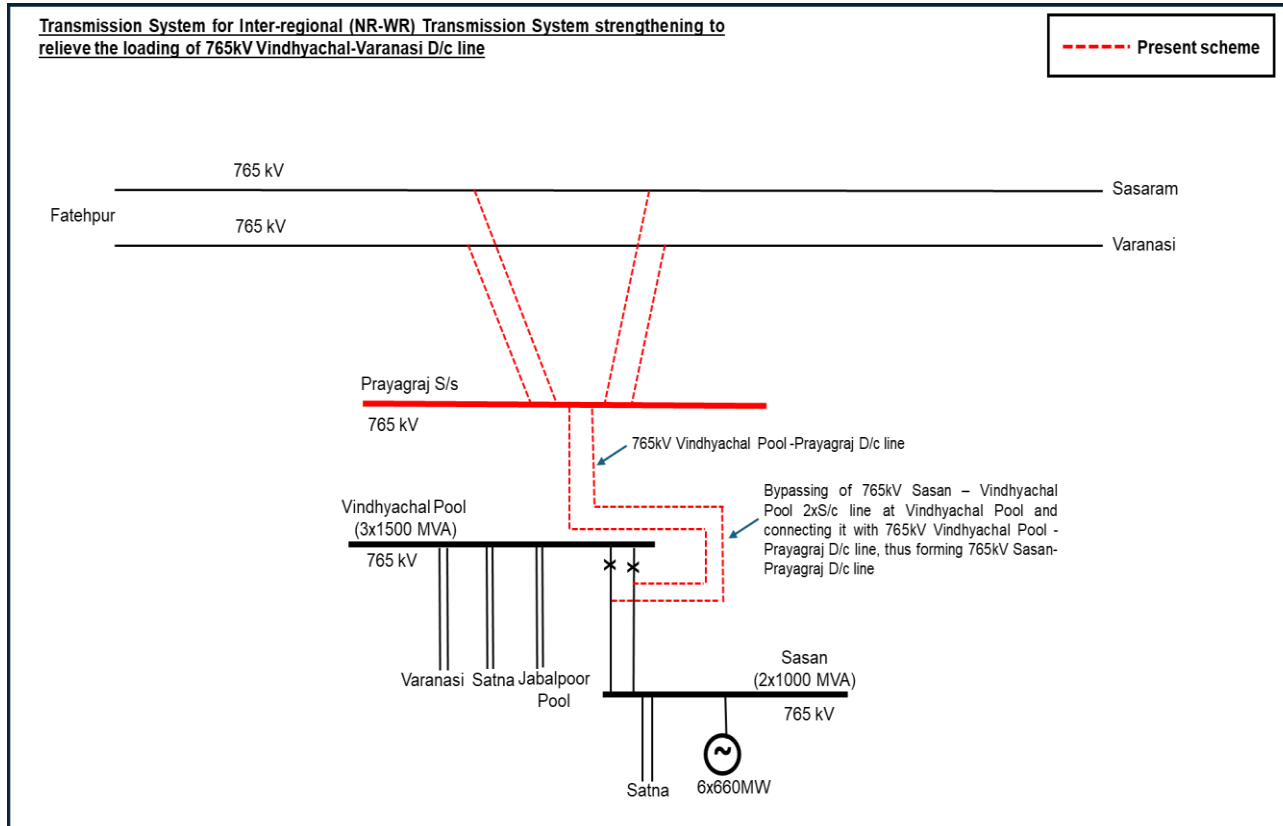 Transmission System for Inter-regional (NR-WR) Transmission System strengthening to
relieve the loading of 765kV Vindhyachal-Varanasi D/c line
Present scheme
765 kV
Sasaram
Fatehpur
765 kV
Varanasi
Prayagraj S/s
765 kV
765kV Vindhyachal Pool -Prayagraj D/c line
Bypassing of 765kV Sasan – Vindhyachal
Pool 2xS/c line at Vindhyachal Pool and
connecting it with 765kV Vindhyachal Pool -
Prayagraj D/c line, thus forming 765kV Sasan-
Prayagraj D/c line
Vindhyachal Pool
(3x1500 MVA)
765 kV
x x
Varanasi
Satna
Jabalpoor
Pool
Sasan
(2x1000 MVA)
765 kV
~
Satna
6x660MW